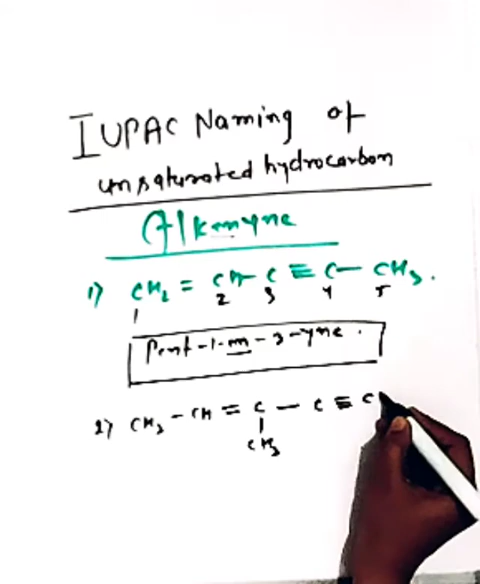 IUPAC Naming of
unsaturated hydrocarbon
Alkenyne
1) CH₂ = CH - C ≡ C - CH₃.
1 2 3 4 5
Pent-1-en-3-yne.
2) CH₃ - CH = C - C ≡ C
CH₃